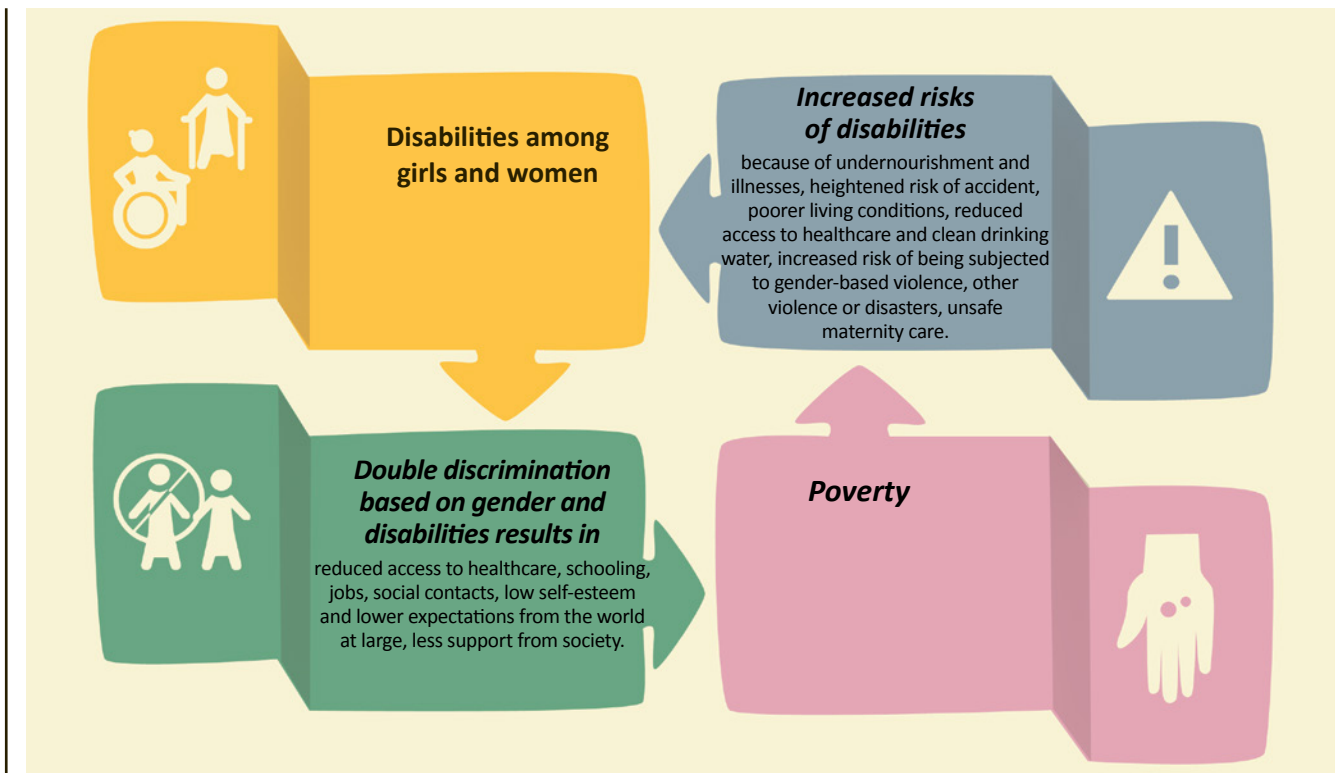 Disabilities among
girls and women
Increased risks
of disabilities
because of undernourishment and
illnesses, heightened risk of accident,
poorer living conditions, reduced
access to healthcare and clean drinking
water, increased risk of being subjected
to gender-based violence, other
violence or disasters, unsafe
maternity care.
Double discrimination
based on gender and
disabilities results in
reduced access to healthcare, schooling,
jobs, social contacts, low self-esteem
and lower expectations from the world
at large, less support from society.
Poverty